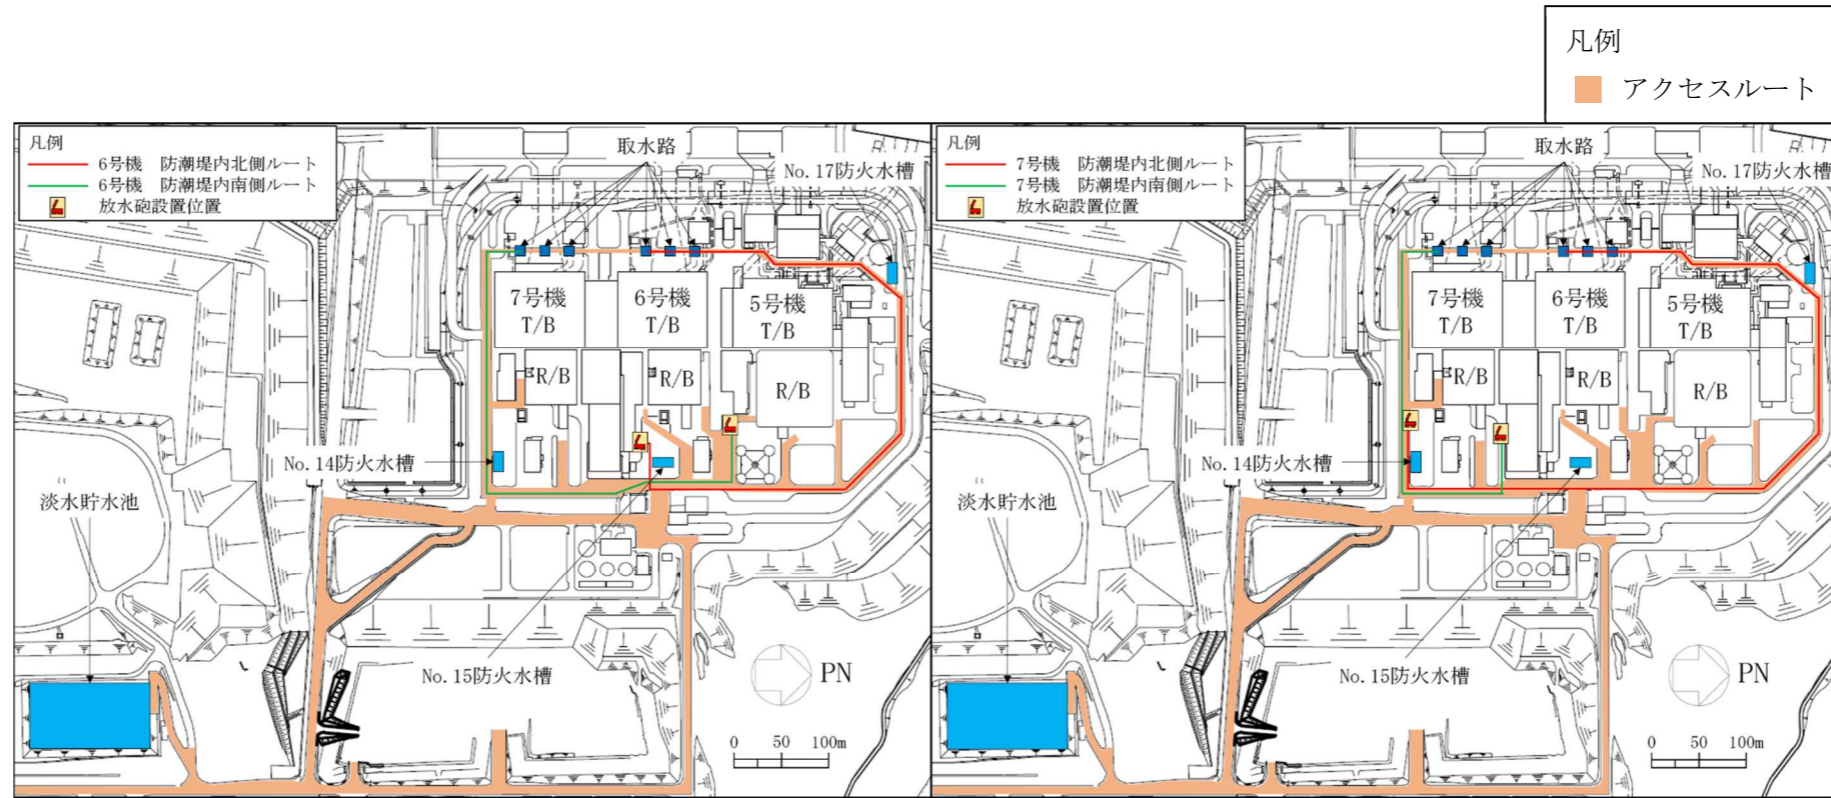 凡例
アクセスルート
凡例
6号機　防潮堤内北側ルート
6号機　防潮堤内南側ルート
放水砲設置位置
取水路
No.17防火水槽
7号機
T/B
6号機
T/B
5号機
T/B
R/B
R/B
R/B
No.14防火水槽
淡水貯水池
No.15防火水槽
PN
0 50 100m
凡例
7号機　防潮堤内北側ルート
7号機　防潮堤内南側ルート
放水砲設置位置
取水路
No.17防火水槽
7号機
T/B
6号機
T/B
5号機
T/B
R/B
R/B
R/B
No.14防火水槽
淡水貯水池
No.15防火水槽
PN
0 50 100m